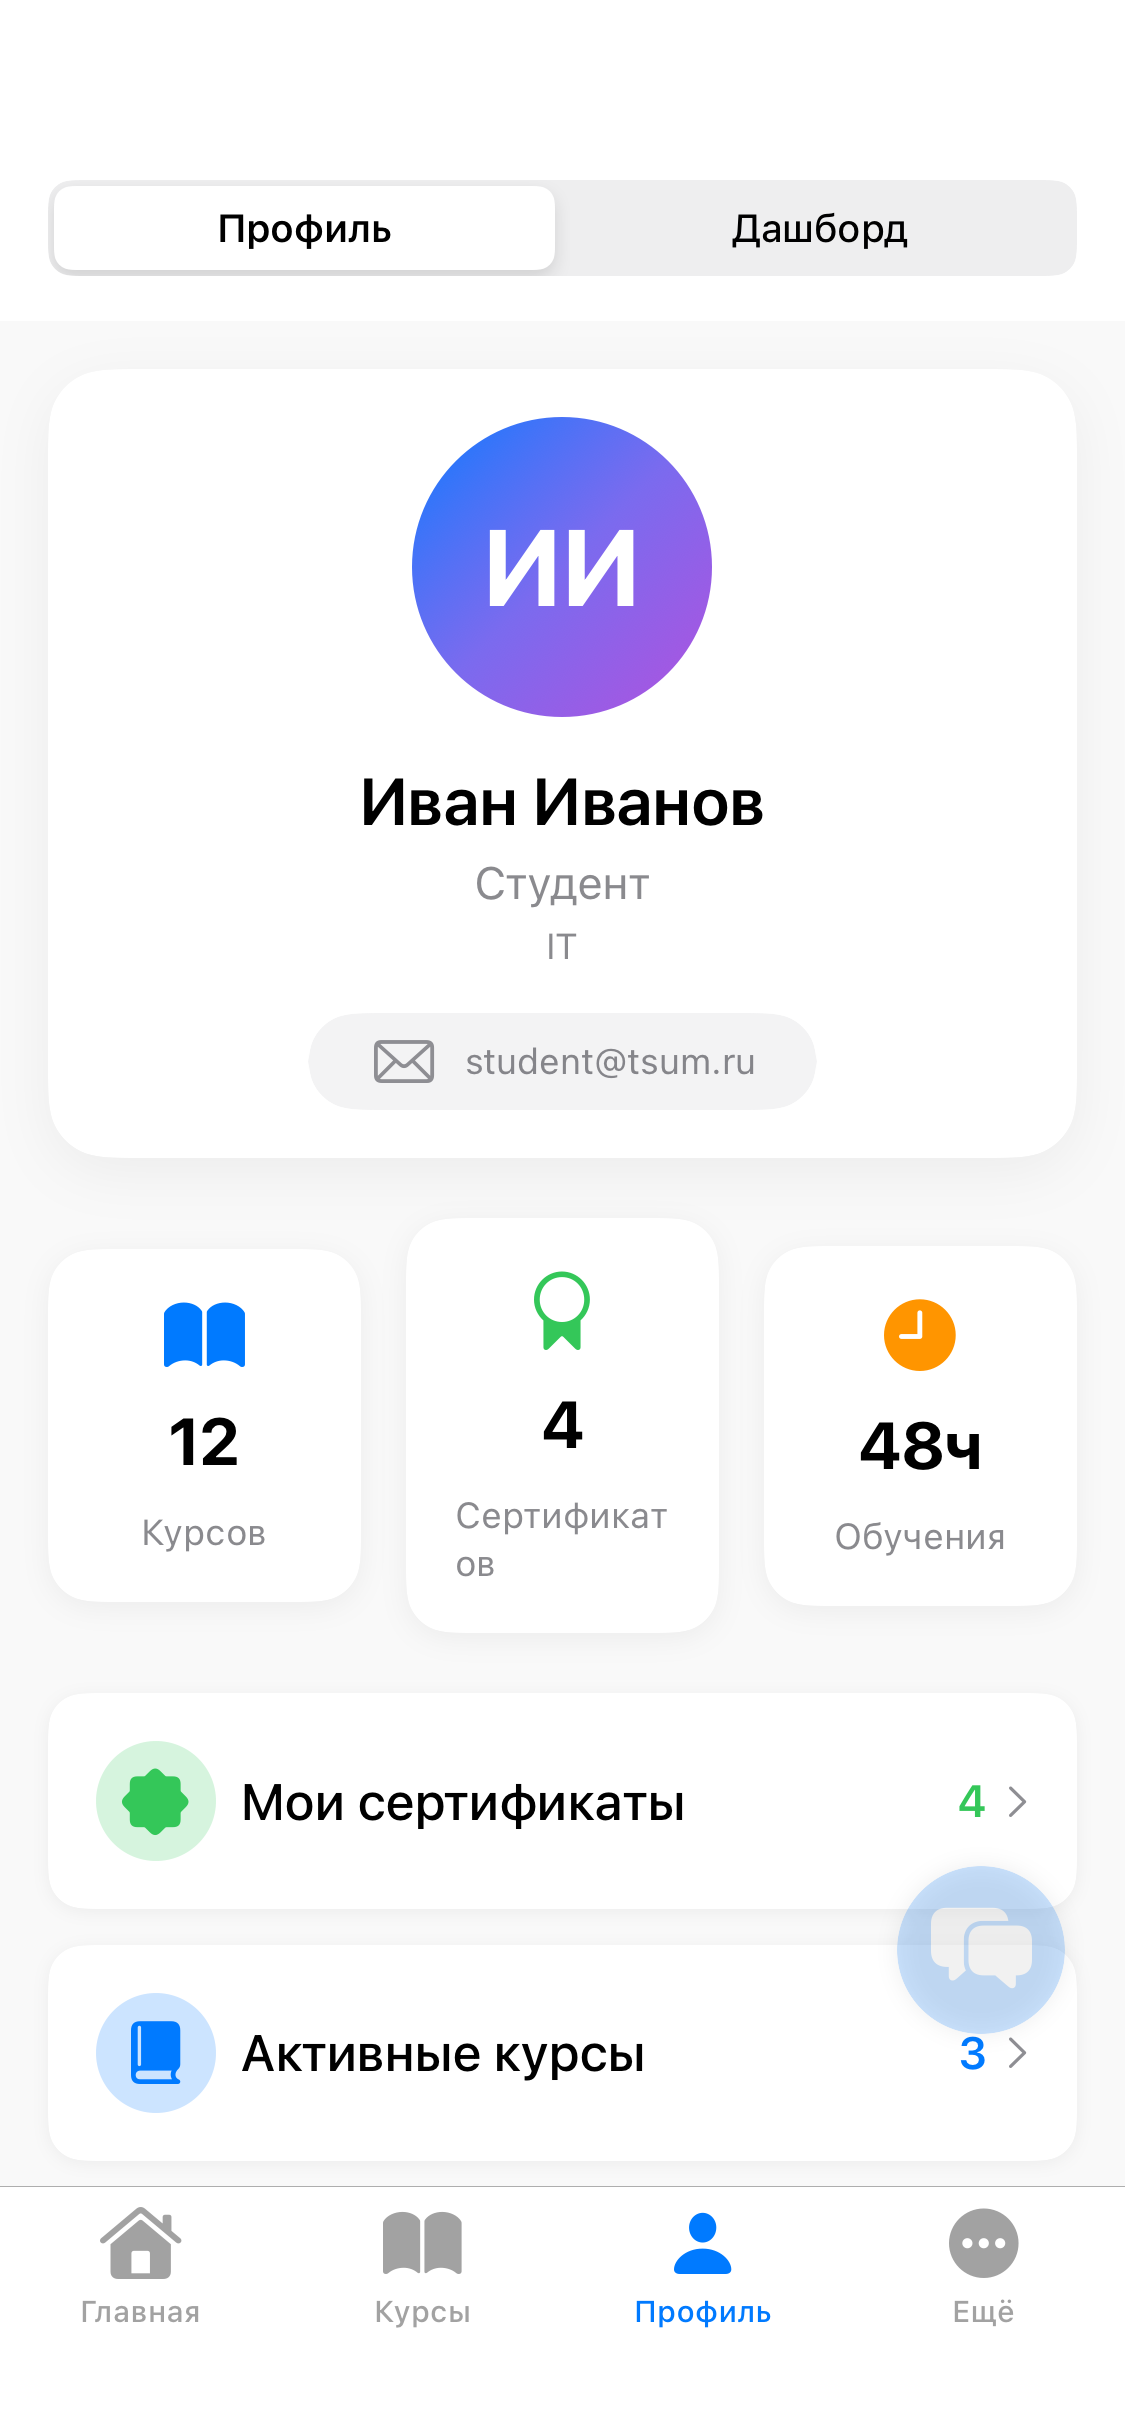 Профиль
Дашборд
ИИ
Иван Иванов
Студент
IT
student@tsum.ru
12
Курсов
4
Сертификат
ов
48ч
Обучения
Мои сертификаты
4
Активные курсы
3
Главная
Курсы
Профиль
Ещё